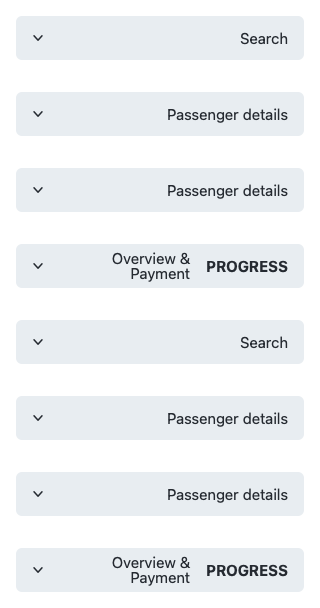 Search
Passenger details
Passenger details
Overview &
Payment
PROGRESS
Search
Passenger details
Passenger details
Overview &
Payment
PROGRESS